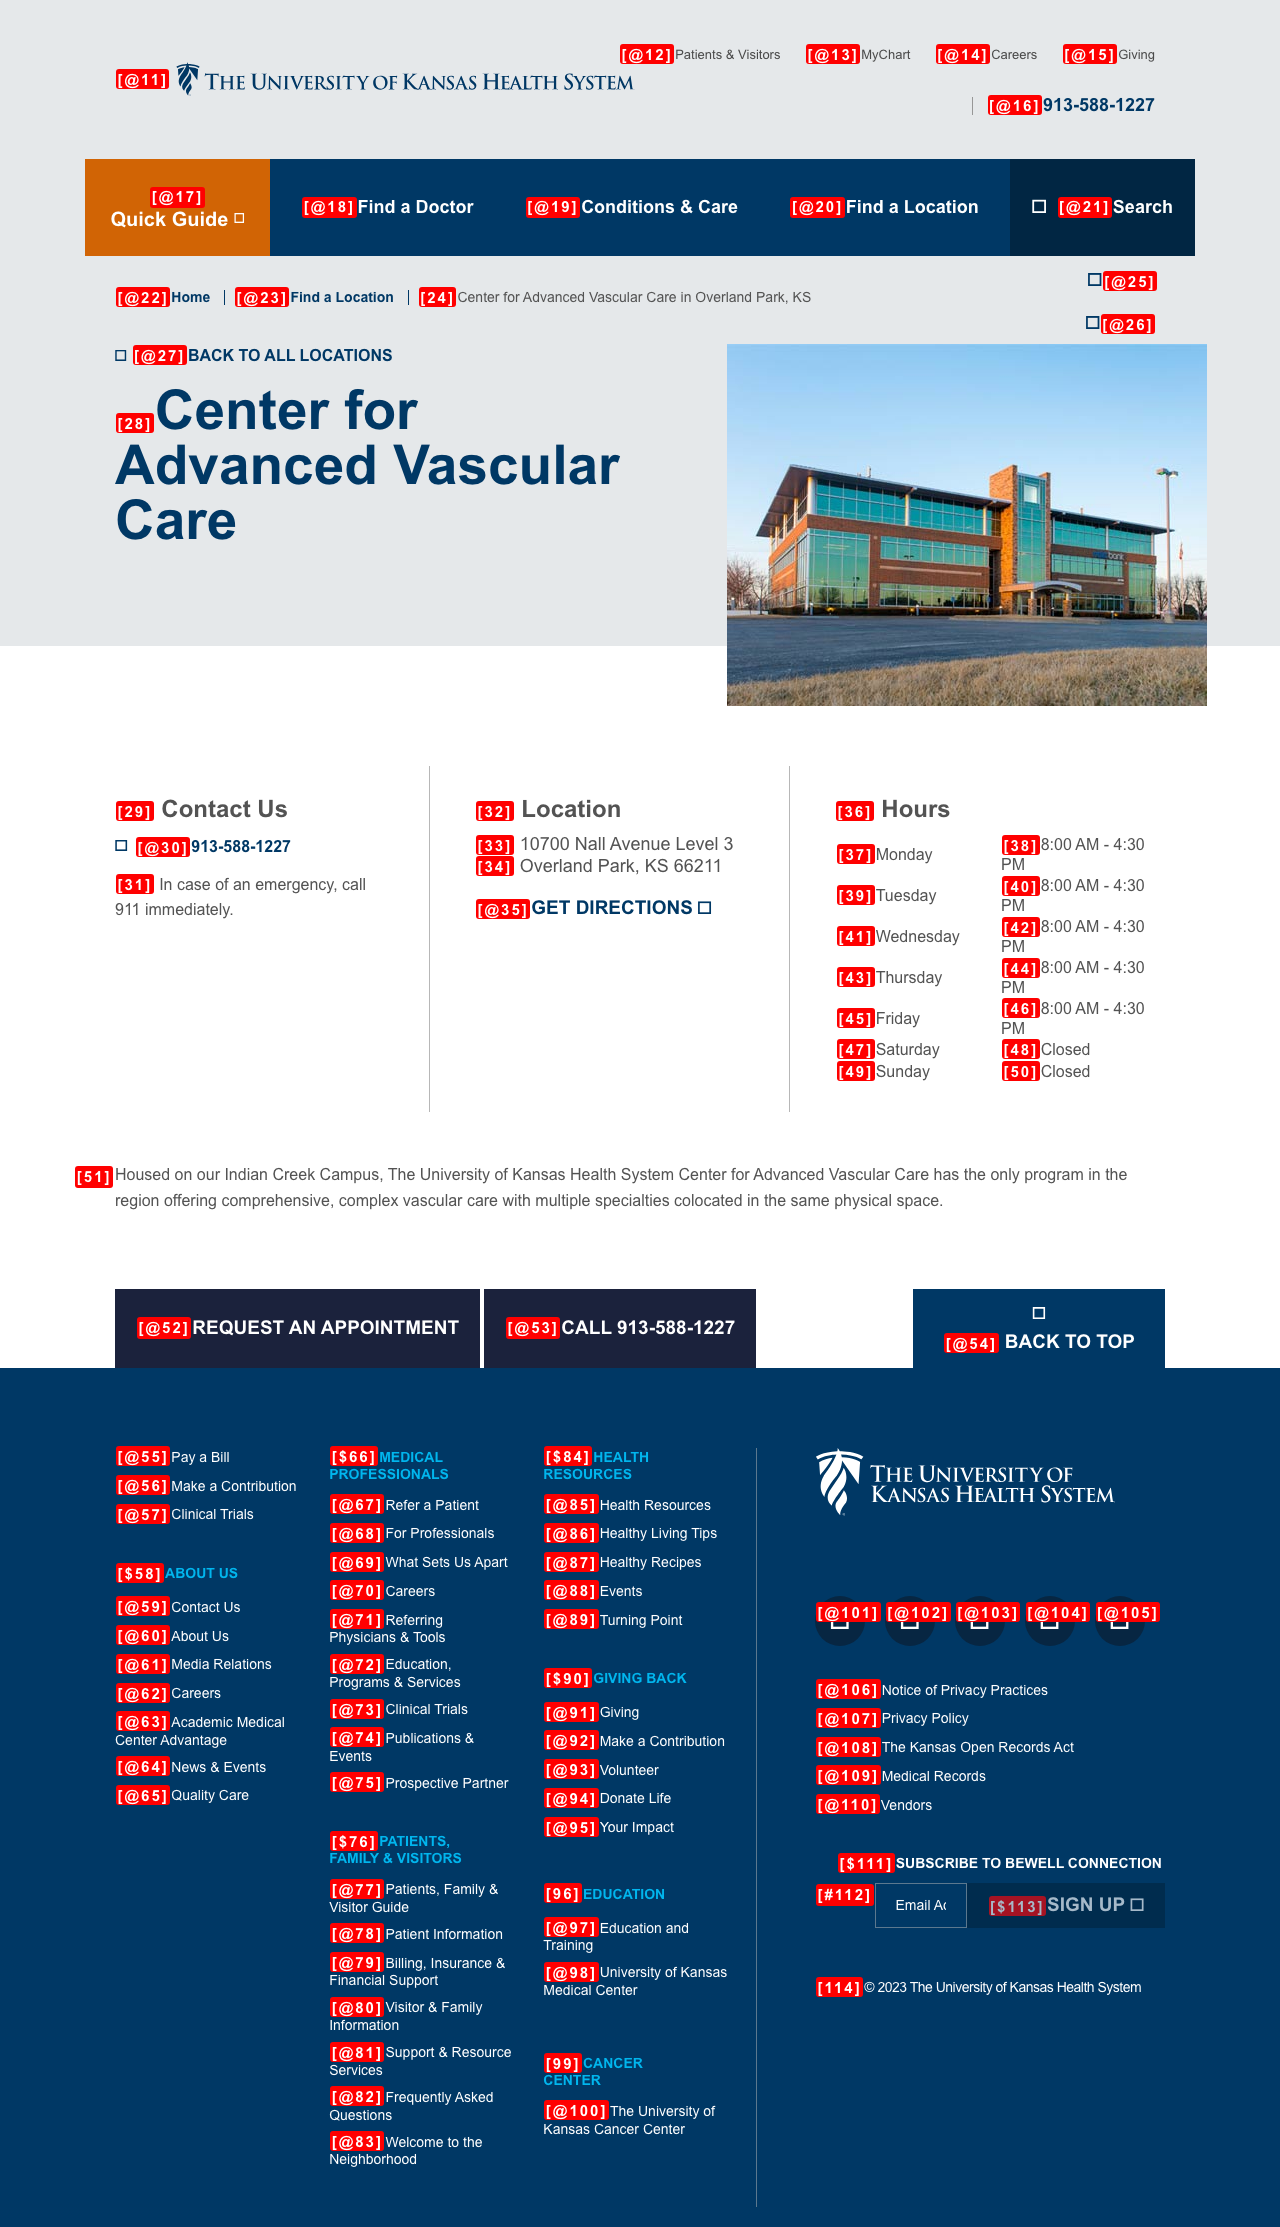 [@12] Patients & Visitors [@13] MyChart [@14] Careers [@15] Giving
[@11] THE UNIVERSITY OF KANSAS HEALTH SYSTEM
[@16] 913-588-1227
[@17]
Quick Guide
[@18] Find a Doctor
[@19] Conditions & Care
[@20] Find a Location
[@21] Search
[@22] Home [@23] Find a Location [24] Center for Advanced Vascular Care in Overland Park, KS
[@25]
[@26]
[@27] BACK TO ALL LOCATIONS
[28] Center for
Advanced Vascular
Care
[29] Contact Us
[@30] 913-588-1227
[31] In case of an emergency, call
911 immediately.
[32] Location
[33] 10700 Nall Avenue Level 3
[34] Overland Park, KS 66211
[@35] GET DIRECTIONS
[36] Hours
[37] Monday [38] 8:00 AM - 4:30
PM
[39] Tuesday [40] 8:00 AM - 4:30
PM
[41] Wednesday [42] 8:00 AM - 4:30
PM
[43] Thursday [44] 8:00 AM - 4:30
PM
[45] Friday [46] 8:00 AM - 4:30
PM
[47] Saturday [48] Closed
[49] Sunday [50] Closed
[51] Housed on our Indian Creek Campus, The University of Kansas Health System Center for Advanced Vascular Care has the only program in the
region offering comprehensive, complex vascular care with multiple specialties colocated in the same physical space.
[@52] REQUEST AN APPOINTMENT
[@53] CALL 913-588-1227
[@54] BACK TO TOP
[@55] Pay a Bill
[@56] Make a Contribution
[@57] Clinical Trials
[$58] ABOUT US
[@59] Contact Us
[@60] About Us
[@61] Media Relations
[@62] Careers
[@63] Academic Medical
Center Advantage
[@64] News & Events
[@65] Quality Care
[$66] MEDICAL
PROFESSIONALS
[@67] Refer a Patient
[@68] For Professionals
[@69] What Sets Us Apart
[@70] Careers
[@71] Referring
Physicians & Tools
[@72] Education,
Programs & Services
[@73] Clinical Trials
[@74] Publications &
Events
[@75] Prospective Partner
[$76] PATIENTS,
FAMILY & VISITORS
[@77] Patients, Family &
Visitor Guide
[@78] Patient Information
[@79] Billing, Insurance &
Financial Support
[@80] Visitor & Family
Information
[@81] Support & Resource
Services
[@82] Frequently Asked
Questions
[@83] Welcome to the
Neighborhood
[$84] HEALTH
RESOURCES
[@85] Health Resources
[@86] Healthy Living Tips
[@87] Healthy Recipes
[@88] Events
[@89] Turning Point
[$90] GIVING BACK
[@91] Giving
[@92] Make a Contribution
[@93] Volunteer
[@94] Donate Life
[@95] Your Impact
[96] EDUCATION
[@97] Education and
Training
[@98] University of Kansas
Medical Center
[99] CANCER
CENTER
[@100] The University of
Kansas Cancer Center
THE UNIVERSITY OF
KANSAS HEALTH SYSTEM
[@101] [@102] [@103] [@104] [@105]
[@106] Notice of Privacy Practices
[@107] Privacy Policy
[@108] The Kansas Open Records Act
[@109] Medical Records
[@110] Vendors
[$111] SUBSCRIBE TO BEWELL CONNECTION
[#112] Email Ac [$113] SIGN UP
[114] © 2023 The University of Kansas Health System